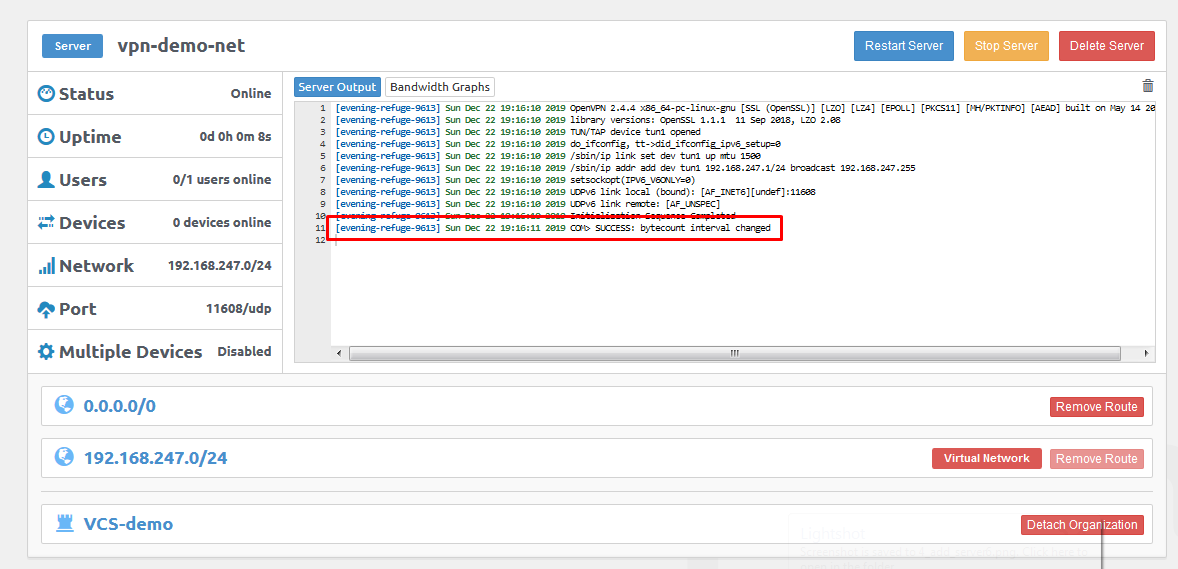 Server vpn-demo-net Restart Server Stop Server Delete Server
Status Online
Uptime 0d 0h 0m 8s
Users 0/1 users online
Devices 0 devices online
Network 192.168.247.0/24
Port 11608/udp
Multiple Devices Disabled
Server Output Bandwidth Graphs
1 [evening-refuge-9613] Sun Dec 22 19:16:10 2019 OpenVPN 2.4.4 x86_64-pc-linux-gnu [SSL (OpenSSL)] [LZO] [LZ4] [EPOLL] [PKCS11] [MH/PKTINFO] [AEAD] built on May 14 20
2 [evening-refuge-9613] Sun Dec 22 19:16:10 2019 library versions: OpenSSL 1.1.1  11 Sep 2018, LZO 2.08
3 [evening-refuge-9613] Sun Dec 22 19:16:10 2019 TUN/TAP device tun1 opened
4 [evening-refuge-9613] Sun Dec 22 19:16:10 2019 do_ifconfig, tt->did_ifconfig_ipv6_setup=0
5 [evening-refuge-9613] Sun Dec 22 19:16:10 2019 /sbin/ip link set dev tun1 up mtu 1500
6 [evening-refuge-9613] Sun Dec 22 19:16:10 2019 /sbin/ip addr add dev tun1 192.168.247.1/24 broadcast 192.168.247.255
7 [evening-refuge-9613] Sun Dec 22 19:16:10 2019 setsockopt(IPV6_V6ONLY=0)
8 [evening-refuge-9613] Sun Dec 22 19:16:10 2019 UDPv6 link local (bound): [AF_INET6][undef]:11608
9 [evening-refuge-9613] Sun Dec 22 19:16:10 2019 UDPv6 link remote: [AF_UNSPEC]
10 [evening-refuge-9613] Sun Dec 22 19:16:10 2019 Initialization Sequence Completed
11 [evening-refuge-9613] Sun Dec 22 19:16:11 2019 COM> SUCCESS: bytecount interval changed
12
0.0.0.0/0 Remove Route
192.168.247.0/24 Virtual Network Remove Route
VCS-demo Detach Organization
Lightshot